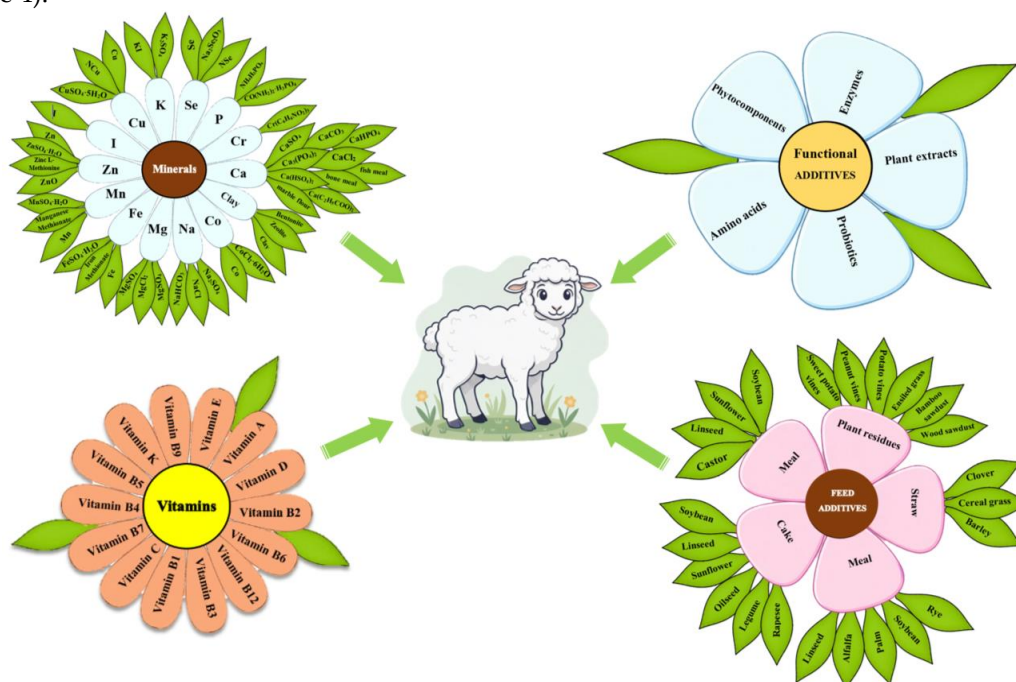 1).
Minerals
K
Se
P
Cr
Ca
Clay
Co
Na
Mg
Fe
Mn
Zn
I
Cu
KI
K₂SO₄
Se
Na₂Se₂O₃
NSe
NH₄H₂PO₄
CO(NH₂)₂·H₃PO₄
CaSO₄
CaCO₃
CaHPO₄
Ca₃(PO₄)₂
CaCl₂
fish meal
bone meal
marble flour
Bentonite
Zeolite
Clay
CoCl₂·6H₂O
Co
Na₂SO₄
NaCl
NaHCO₃
MgSO₄
MgCl₂
MgSO₄
Fe
Iron
Methionate
FeSO₄·H₂O
Mn
Manganese
Methionate
MnSO₄·H₂O
ZnO
Zinc L-
Methionine
ZnSO₄·H₂O
Zn
I
CuSO₄·5H₂O
NCu
Cu
Functional
ADDITIVES
Phytocomponents
Enzymes
Plant extracts
Probiotics
Amino acids
Vitamins
Vitamin E
Vitamin A
Vitamin D
Vitamin B2
Vitamin B6
Vitamin B12
Vitamin B3
Vitamin B1
Vitamin C
Vitamin B7
Vitamin B4
Vitamin B5
Vitamin K
Vitamin B9
FEED
ADDITIVES
Plant residues
Sweet potato
vines
Peanut vines
Potato vines
Ensiled grass
Bamboo
sawdust
Wood sawdust
Straw
Clover
Cereal grass
Barley
Meal
Rye
Soybean
Palm
Alfalfa
Linseed
Cake
Soybean
Linseed
Sunflower
Oilseed
Legume
Rapesee
Meal
Castor
Linseed
Sunflower
Soybean